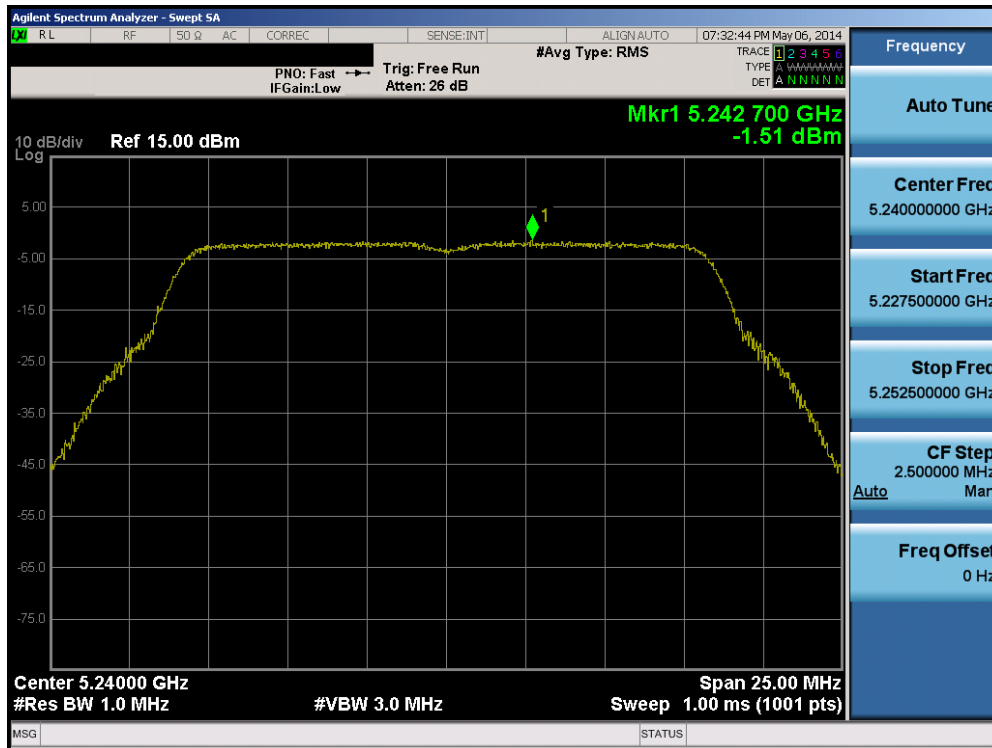 Agilent Spectrum Analyzer - Swept SA
LXI RL RF 50 Ω AC CORREC SENSE:INT ALIGN AUTO 07:32:44 PM May 06, 2014
#Avg Type: RMS TRACE 1 2 3 4 5 6
PNO: Fast Trig: Free Run TYPE A WWWWW
IFGain:Low Atten: 26 dB DET A N N N N N
Mkr1 5.242 700 GHz
-1.51 dBm
10 dB/div Ref 15.00 dBm
Log
1
5.00
-5.00
-15.0
-25.0
-35.0
-45.0
-55.0
-65.0
-75.0
Center 5.24000 GHz Span 25.00 MHz
#Res BW 1.0 MHz #VBW 3.0 MHz Sweep 1.00 ms (1001 pts)
MSG STATUS
Frequency
Auto Tune
Center Freq
5.240000000 GHz
Start Freq
5.227500000 GHz
Stop Freq
5.252500000 GHz
CF Step
2.500000 MHz
Auto Man
Freq Offset
0 Hz